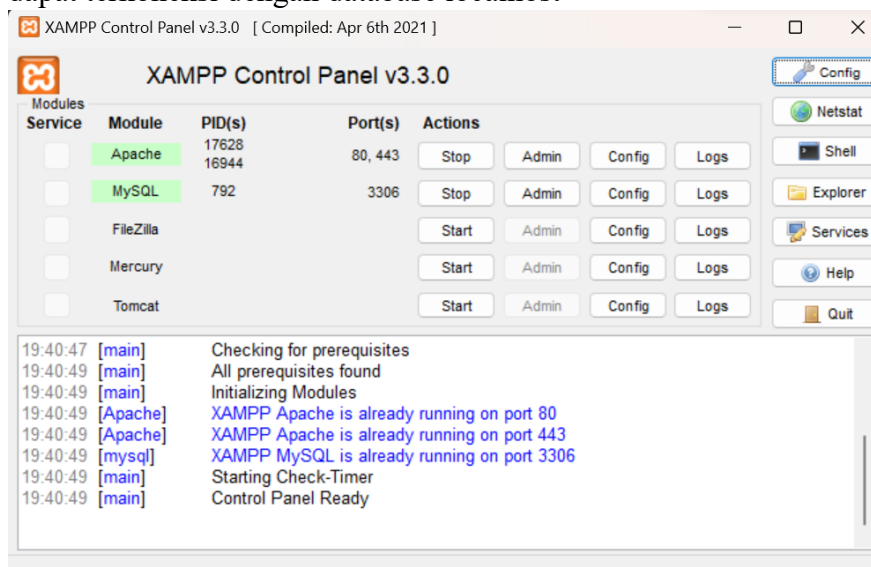 XAMPP Control Panel v3.3.0 [ Compiled: Apr 6th 2021 ]
XAMPP Control Panel v3.3.0
Config
Modules
Service Module PID(s) Port(s) Actions
Netstat
Apache 17628 16944 80, 443 Stop Admin Config Logs
Shell
MySQL 792 3306 Stop Admin Config Logs
Explorer
FileZilla Start Admin Config Logs
Services
Mercury Start Admin Config Logs
Help
Tomcat Start Admin Config Logs
Quit
19:40:47 [main] Checking for prerequisites
19:40:49 [main] All prerequisites found
19:40:49 [main] Initializing Modules
19:40:49 [Apache] XAMPP Apache is already running on port 80
19:40:49 [Apache] XAMPP Apache is already running on port 443
19:40:49 [mysql] XAMPP MySQL is already running on port 3306
19:40:49 [main] Starting Check-Timer
19:40:49 [main] Control Panel Ready